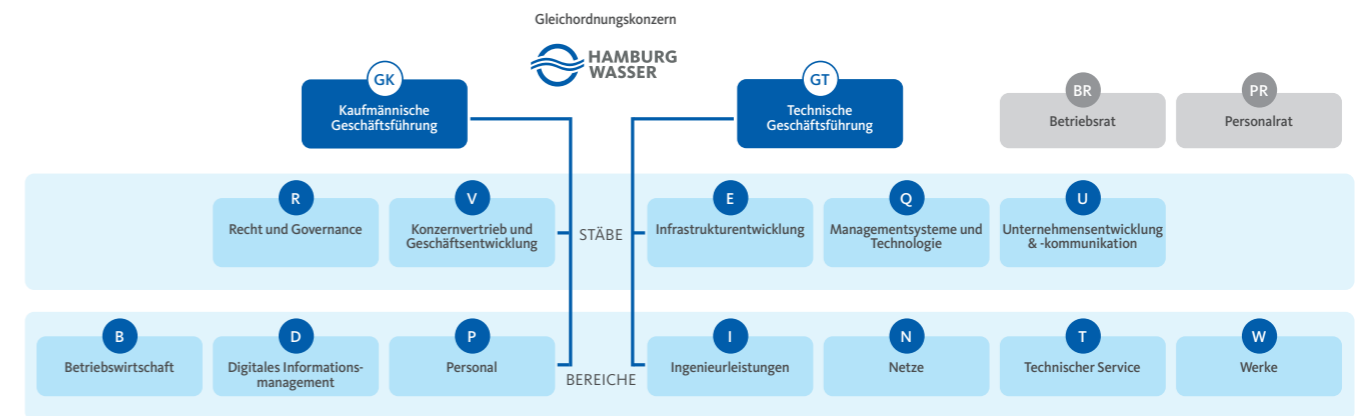 Gleichordnungskonzern
HAMBURG
WASSER
GK
Kaufmännische
Geschäftsführung
GT
Technische
Geschäftsführung
BR
Betriebsrat
PR
Personalrat
R
Recht und Governance
V
Konzernvertrieb und
Geschäftsentwicklung
STÄBE
E
Infrastrukturentwicklung
Q
Managementsysteme und
Technologie
U
Unternehmensentwicklung
& -kommunikation
B
Betriebswirtschaft
D
Digitales Informations-
management
P
Personal
BEREICHE
I
Ingenieurleistungen
N
Netze
T
Technischer Service
W
Werke